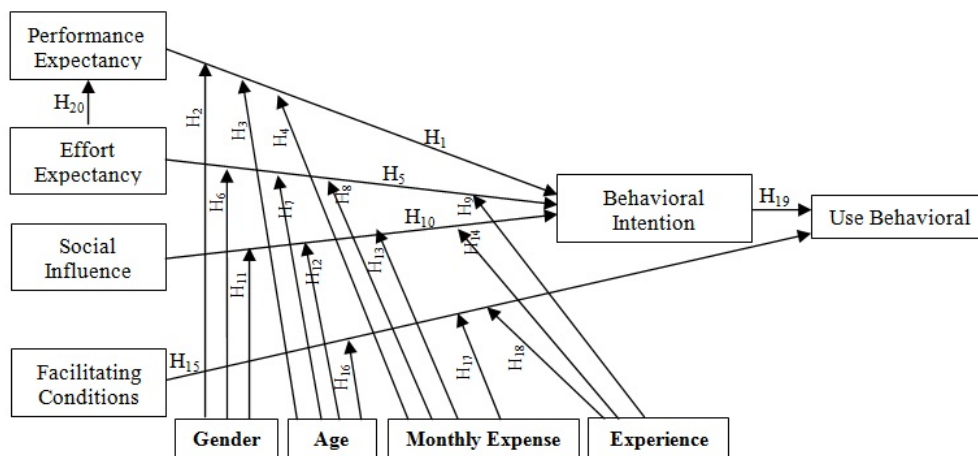 Performance
Expectancy
H20
Effort
Expectancy
Social
Influence
Facilitating
Conditions
H2
H3
H4
H1
H6
H7
H8
H5
H9
H11
H12
H13
H10
H14
H15
H16
H17
H18
Behavioral
Intention
H19
Use Behavioral
Gender
Age
Monthly Expense
Experience